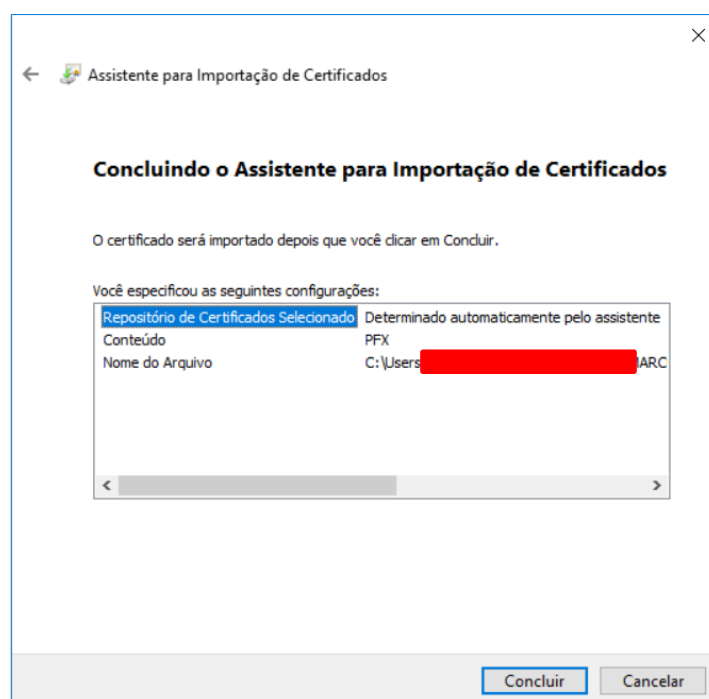 Assistente para Importação de Certificados
Concluindo o Assistente para Importação de Certificados
O certificado será importado depois que você clicar em Concluir.
Você especificou as seguintes configurações:
Repositório de Certificados Selecionado Determinado automaticamente pelo assistente
Conteúdo PFX
Nome do Arquivo C:\Users
Concluir Cancelar